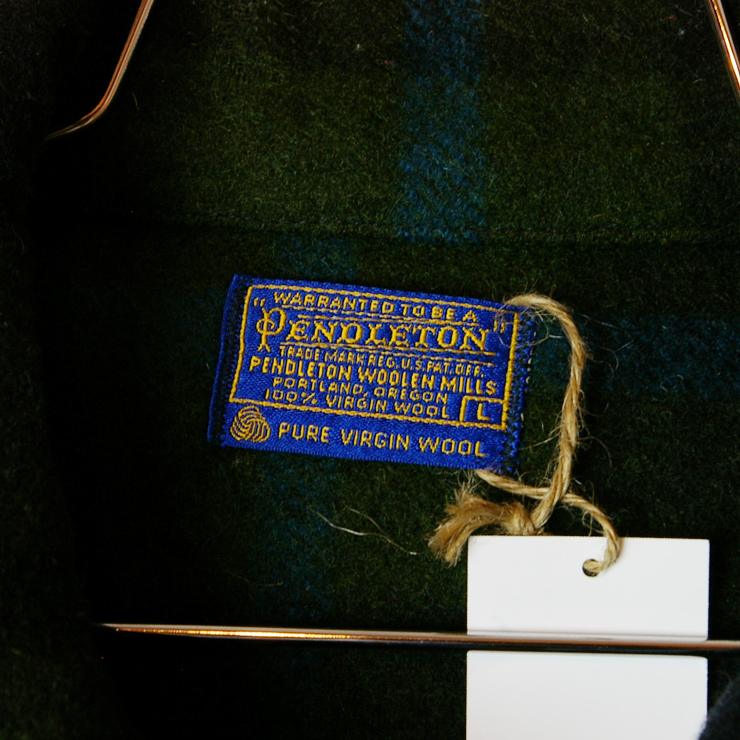 WARRANTED TO BE A
"PENDLETON"
TRADE MARK REG. U.S. PAT. OFF.
PENDLETON WOOLEN MILLS
PORTLAND, OREGON
100% VIRGIN WOOL L
PURE VIRGIN WOOL